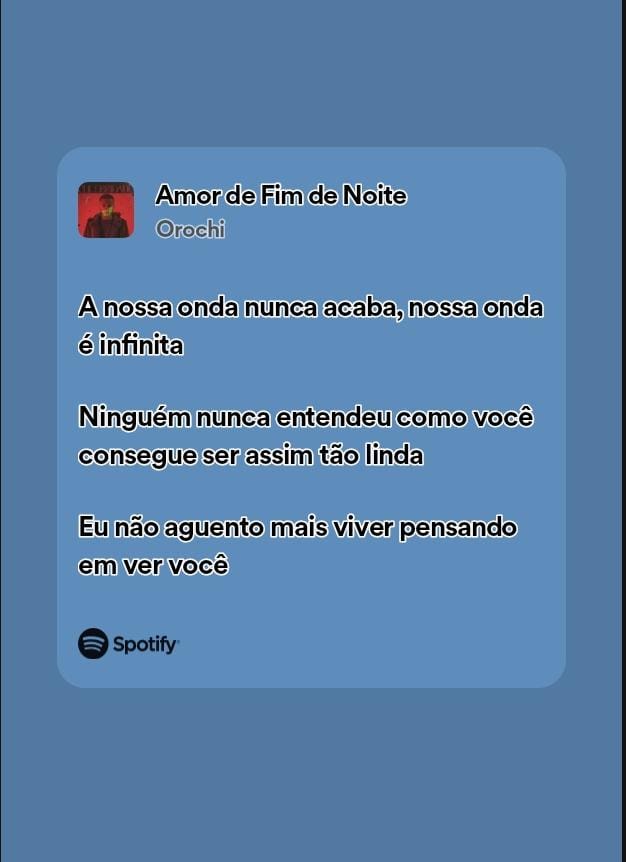 Amor de Fim de Noite
Orochi
A nossa onda nunca acaba, nossa onda
é infinita
Ninguém nunca entendeu como você
consegue ser assim tão linda
Eu não aguento mais viver pensando
em ver você
Spotify